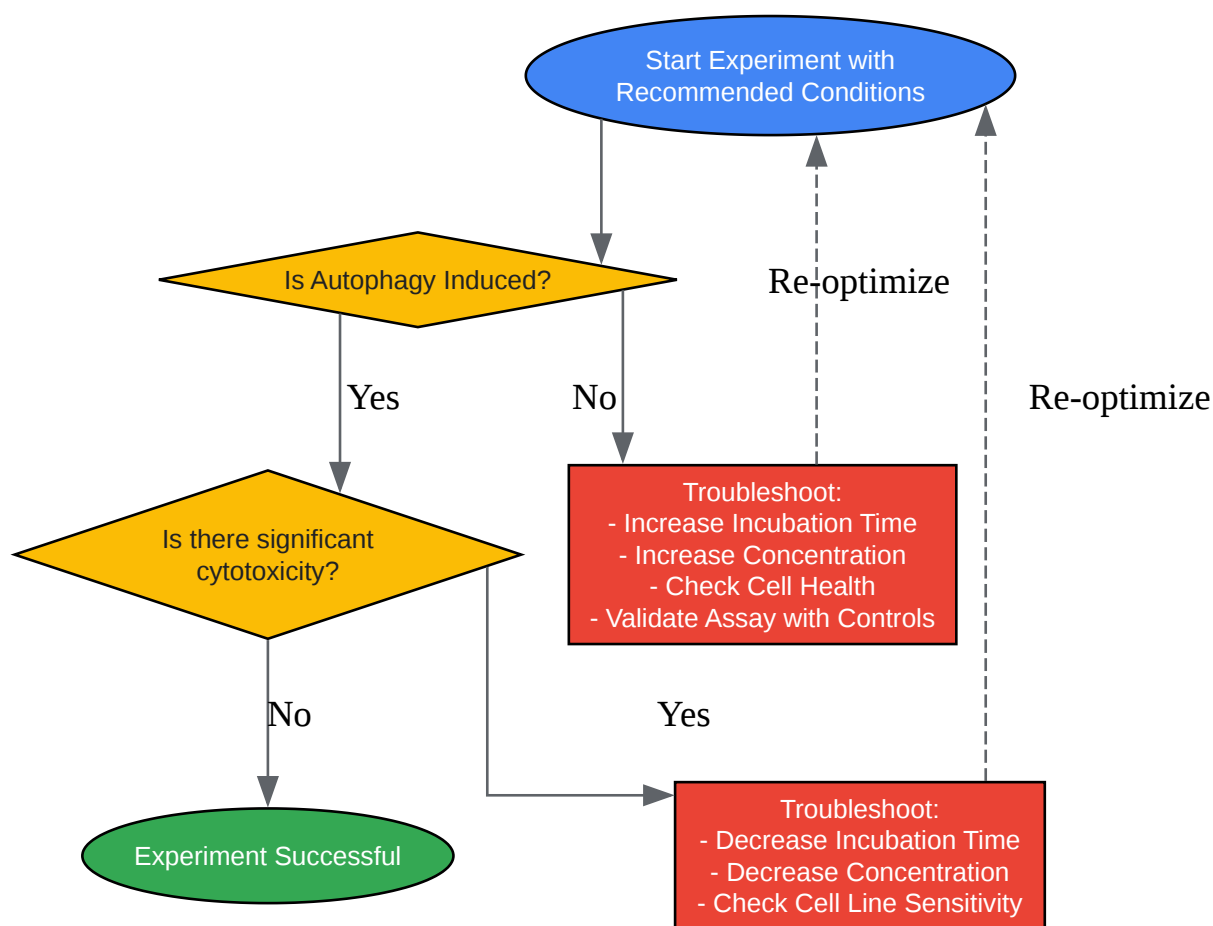 Start Experiment with
Recommended Conditions
Is Autophagy Induced?
Re-optimize
Yes
No
Re-optimize
Troubleshoot:
- Increase Incubation Time
- Increase Concentration
- Check Cell Health
- Validate Assay with Controls
Is there significant
cytotoxicity?
No
Yes
Troubleshoot:
- Decrease Incubation Time
- Decrease Concentration
- Check Cell Line Sensitivity
Experiment Successful